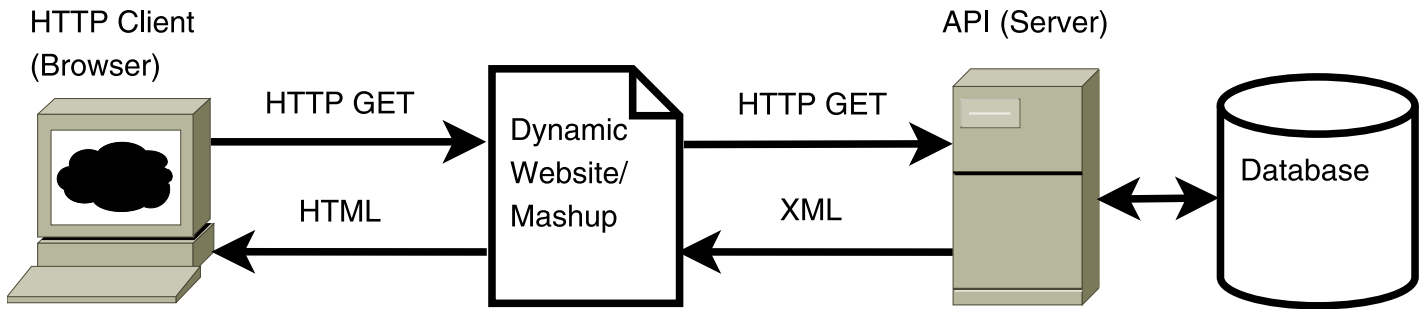 HTTP Client
(Browser)
HTTP GET
HTML
Dynamic
Website/
Mashup
HTTP GET
XML
API (Server)
Database